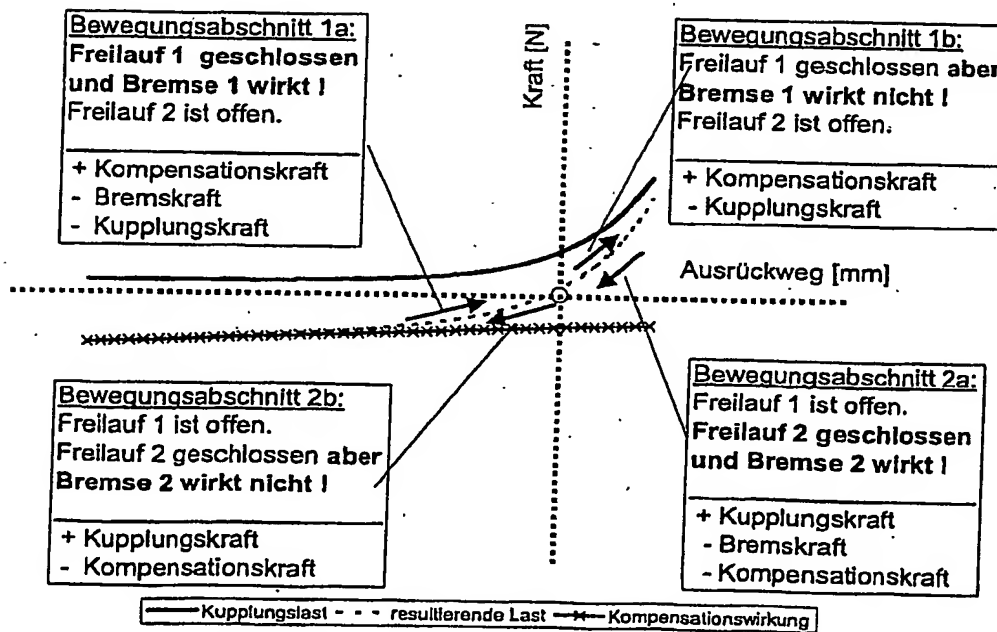 Bewegungsabschnitt 1a:
Freilauf 1 geschlossen
und Bremse 1 wirkt !
Freilauf 2 ist offen.
+ Kompensationskraft
- Bremskraft
- Kupplungskraft
Kraft [N]
Bewegungsabschnitt 1b:
Freilauf 1 geschlossen aber
Bremse 1 wirkt nicht !
Freilauf 2 ist offen.
+ Kompensationskraft
- Kupplungskraft
Ausrückweg [mm]
Bewegungsabschnitt 2b:
Freilauf 1 ist offen.
Freilauf 2 geschlossen aber
Bremse 2 wirkt nicht !
+ Kupplungskraft
- Kompensationskraft
Bewegungsabschnitt 2a:
Freilauf 1 ist offen.
Freilauf 2 geschlossen
und Bremse 2 wirkt !
+ Kupplungskraft
- Bremskraft
- Kompensationskraft
Kupplungslast resultierende Last Kompensationswirkung